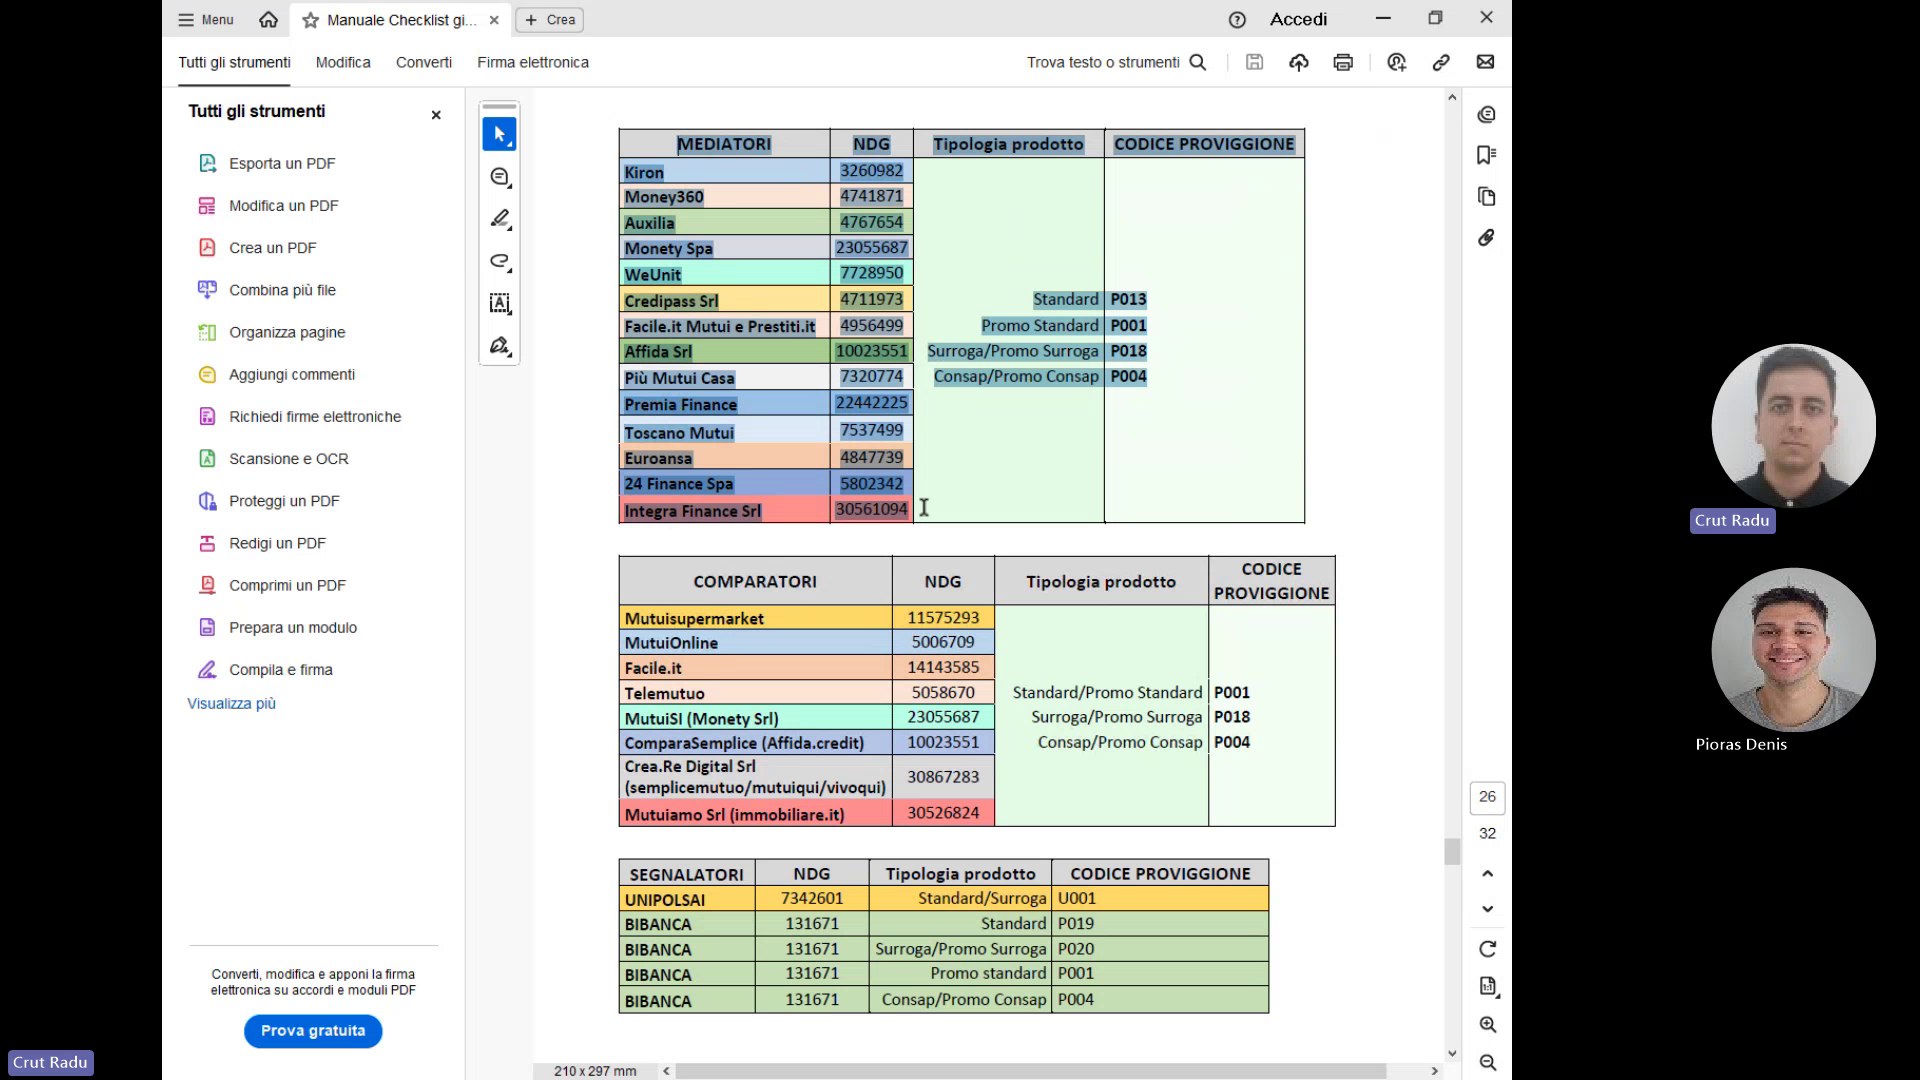 Menu
Manuale Checklist gi...
Crea
Accedi
Tutti gli strumenti
Modifica
Converti
Firma elettronica
Trova testo o strumenti
Tutti gli strumenti
Esporta un PDF
Modifica un PDF
Crea un PDF
Combina più file
Organizza pagine
Aggiungi commenti
Richiedi firme elettroniche
Scansione e OCR
Proteggi un PDF
Redigi un PDF
Comprimi un PDF
Prepara un modulo
Compila e firma
Visualizza più
Converti, modifica e apponi la firma
elettronica su accordi e moduli PDF
Prova gratuita
MEDIATORI NDG Tipologia prodotto CODICE PROVIGGIONE
Kiron 3260982
Money360 4741871
Auxilia 4767654
Monety Spa 23055687
WeUnit 7728950
Credipass Srl 4711973 Standard P013
Facile.it Mutui e Prestiti.it 4956499 Promo Standard P001
Affida Srl 10023551 Surroga/Promo Surroga P018
Più Mutui Casa 7320774 Consap/Promo Consap P004
Premia Finance 22442225
Toscano Mutui 7537499
Euroansa 4847739
24 Finance Spa 5802342
Integra Finance Srl 30561094
COMPARATORI NDG Tipologia prodotto CODICE
PROVIGGIONE
Mutuisupermarket 11575293
MutuiOnline 5006709
Facile.it 14143585
Telemutuo 5058670 Standard/Promo Standard P001
MutuiSI (Monety Srl) 23055687 Surroga/Promo Surroga P018
ComparaSemplice (Affida.credit) 10023551 Consap/Promo Consap P004
Crea.Re Digital Srl
(semplicemutuo/mutuiqui/vivoqui) 30867283
Mutuiamo Srl (immobiliare.it) 30526824
SEGNALATORI NDG Tipologia prodotto CODICE PROVIGGIONE
UNIPOLSAI 7342601 Standard/Surroga U001
BIBANCA 131671 Standard P019
BIBANCA 131671 Surroga/Promo Surroga P020
BIBANCA 131671 Promo standard P001
BIBANCA 131671 Consap/Promo Consap P004
210 x 297 mm
26
32
Crut Radu
Pioras Denis
Crut Radu